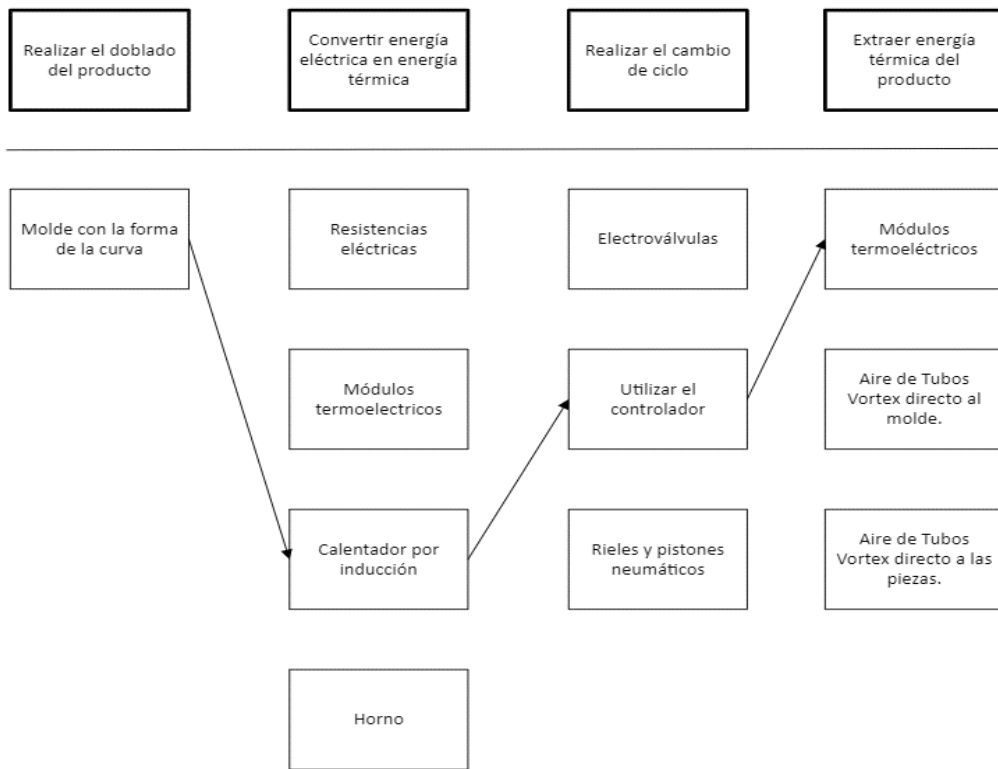 Realizar el doblado
del producto
Convertir energía
eléctrica en energía
térmica
Realizar el cambio
de ciclo
Extraer energía
térmica del
producto
Molde con la forma
de la curva
Resistencias
eléctricas
Electroválvulas
Módulos
termoeléctricos
Módulos
termoelectricos
Utilizar el
controlador
Aire de Tubos
Vortex directo al
molde.
Calentador por
inducción
Rieles y pistones
neumáticos
Aire de Tubos
Vortex directo a las
piezas.
Horno